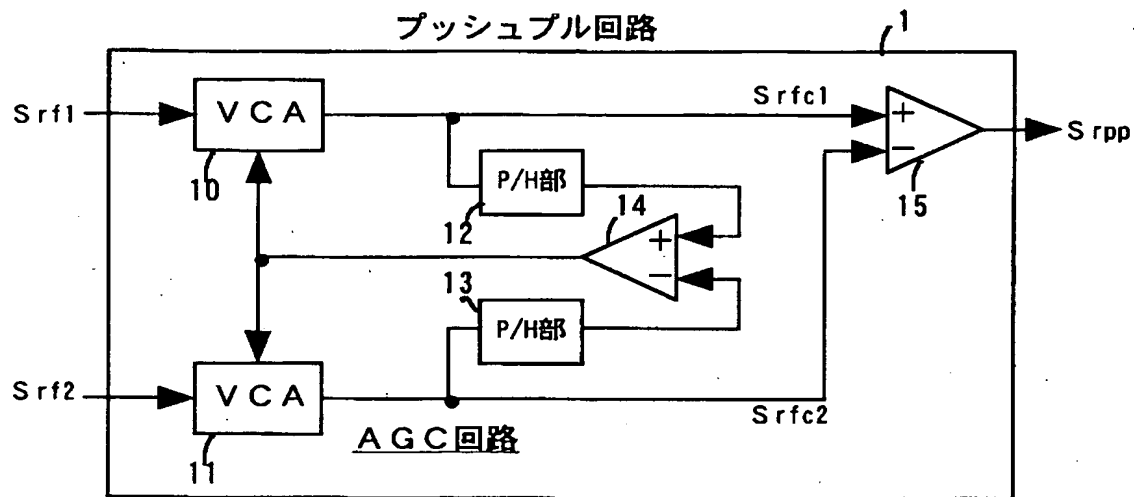 プッシュプル回路
1
Srf1
VCA
10
Srfc1
+
−
15
Srpp
P/H部
12
14
+
−
13
P/H部
Srf2
VCA
11
Srfc2
AGC回路